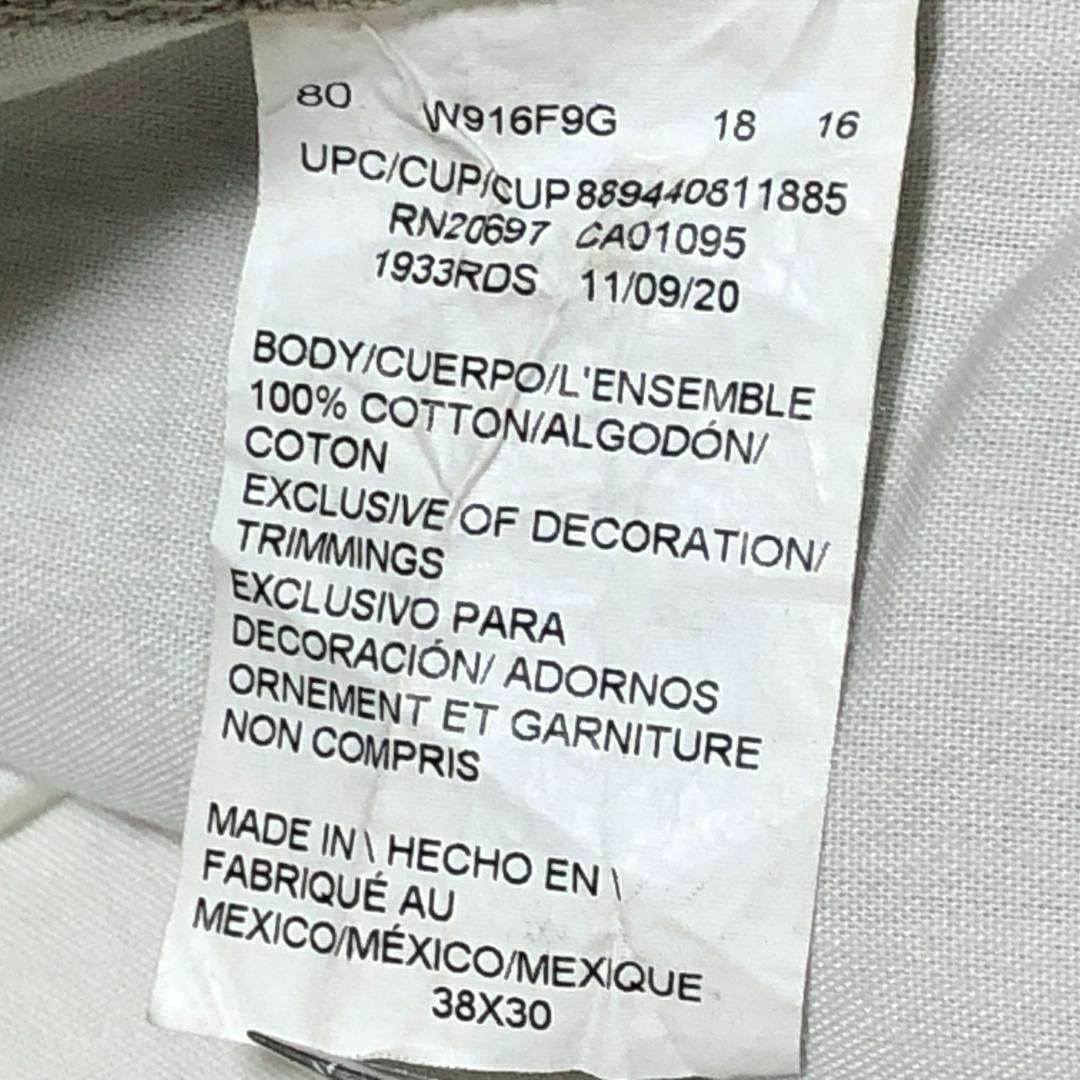 80 W916F9G 18 16
UPC/CUP/CUP 889440811885
RN20697 CA01095
1933RDS 11/09/20
BODY/CUERPO/L'ENSEMBLE
100% COTTON/ALGODÓN/
COTON
EXCLUSIVE OF DECORATION/
TRIMMINGS
EXCLUSIVO PARA
DECORACIÓN/ ADORNOS
ORNEMENT ET GARNITURE
NON COMPRIS
MADE IN \ HECHO EN \
FABRIQUÉ AU
MEXICO/MÉXICO/MEXIQUE
38X30